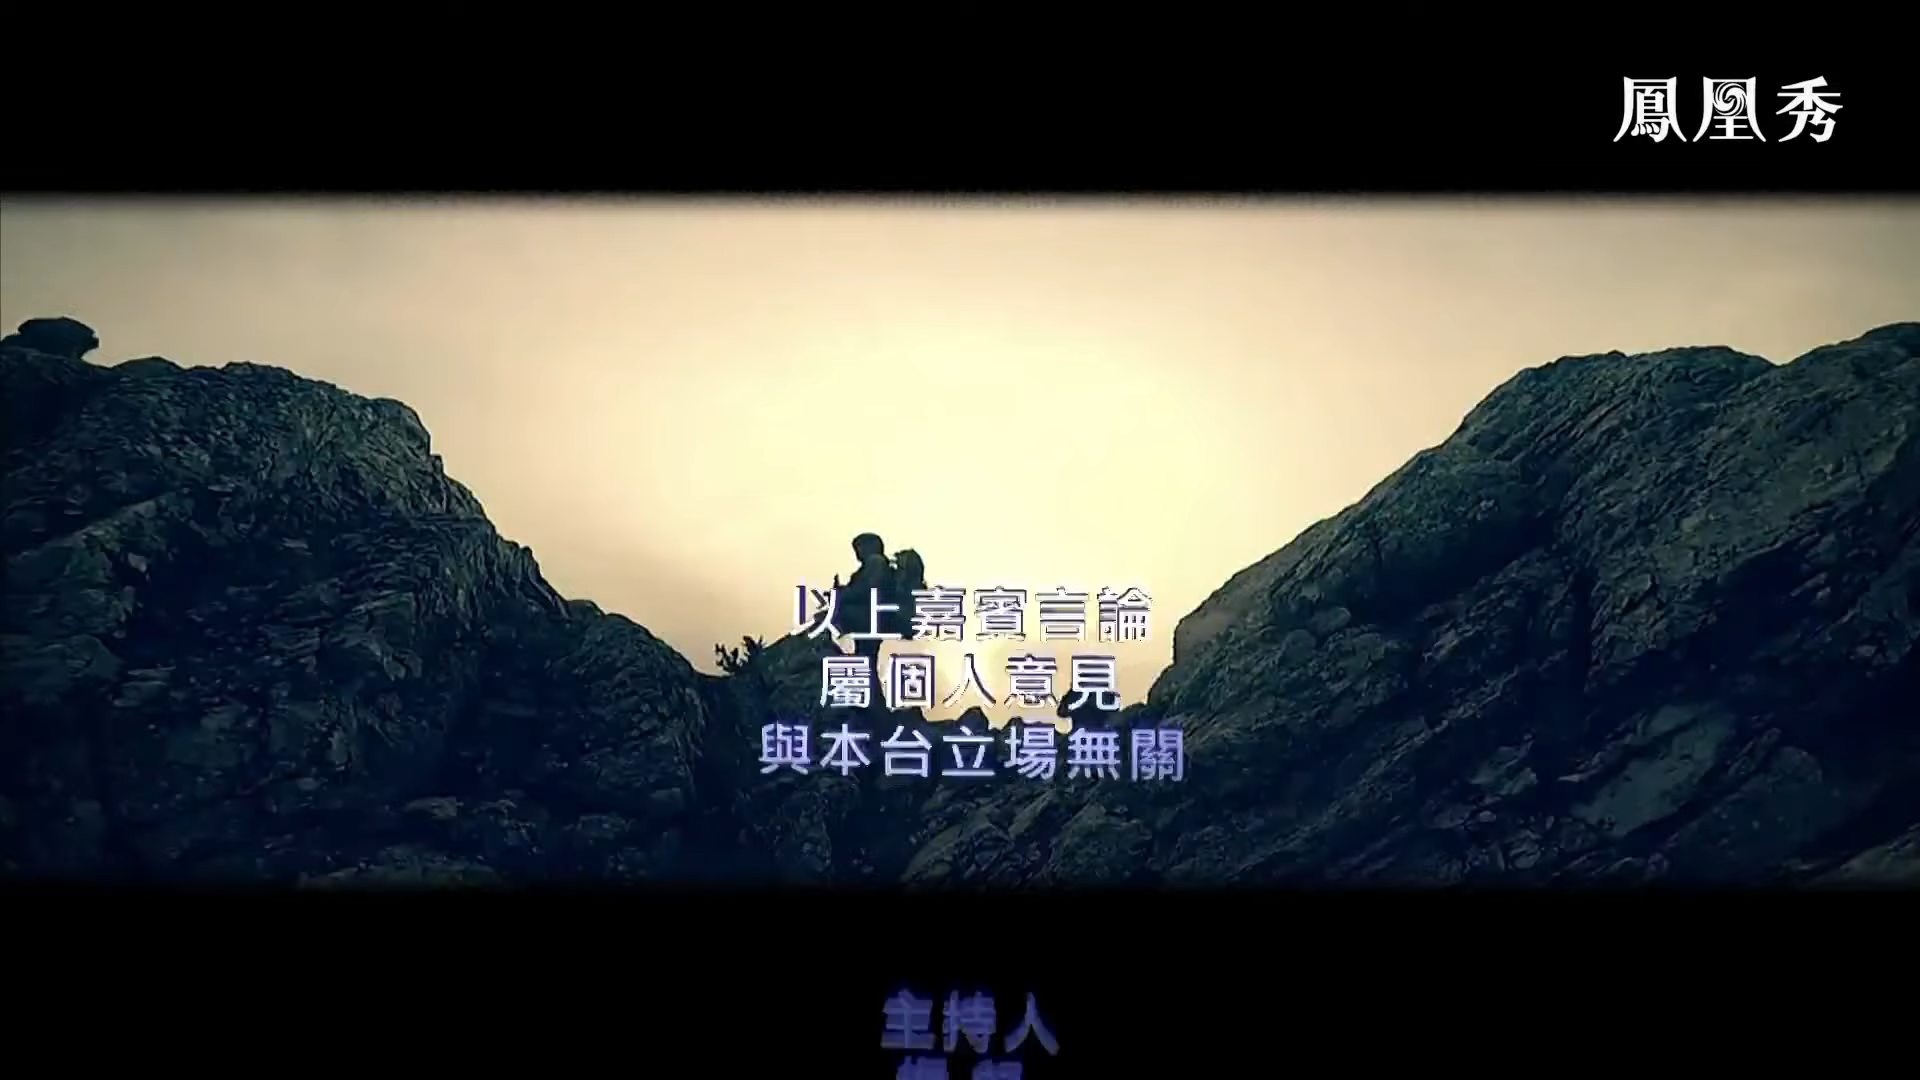 鳳凰秀
以上嘉賓言論
屬個人意見
與本台立場無關
主持人